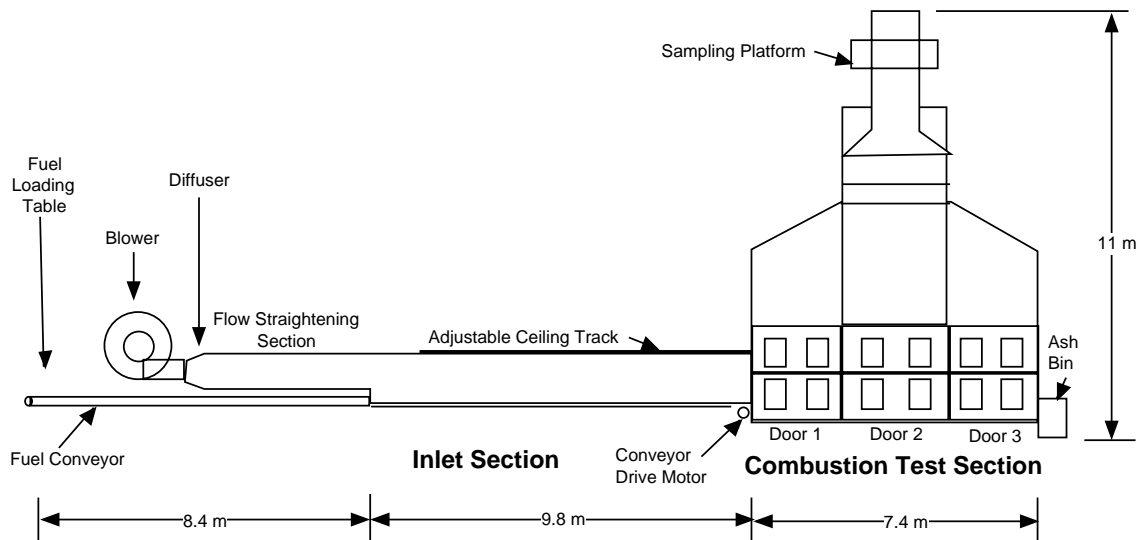 Sampling Platform
Fuel
Loading
Table
Diffuser
Blower
11 m
Flow Straightening
Section
Adjustable Ceiling Track
Ash
Bin
Door 1
Door 2
Door 3
Fuel Conveyor
Inlet Section
Conveyor
Drive Motor
Combustion Test Section
8.4 m
9.8 m
7.4 m